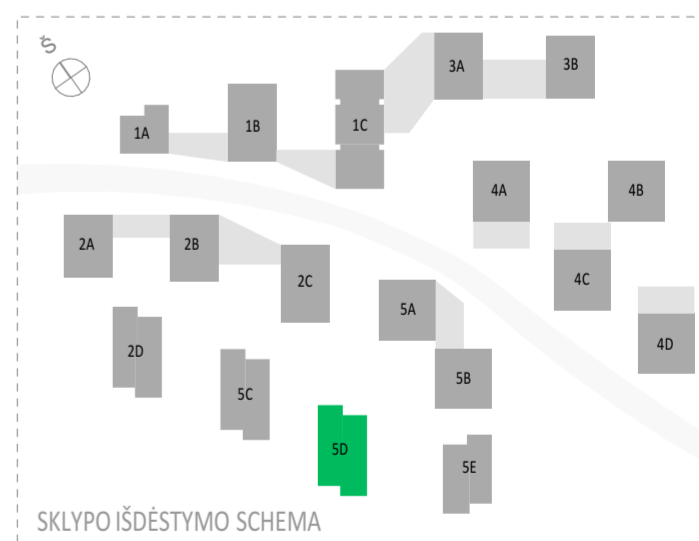 Š
3A
3B
1A
1B
1C
4A
4B
2A
2B
2C
4C
5A
4D
2D
5B
5C
5D
5E
SKLYPO IŠDĖSTYMO SCHEMA